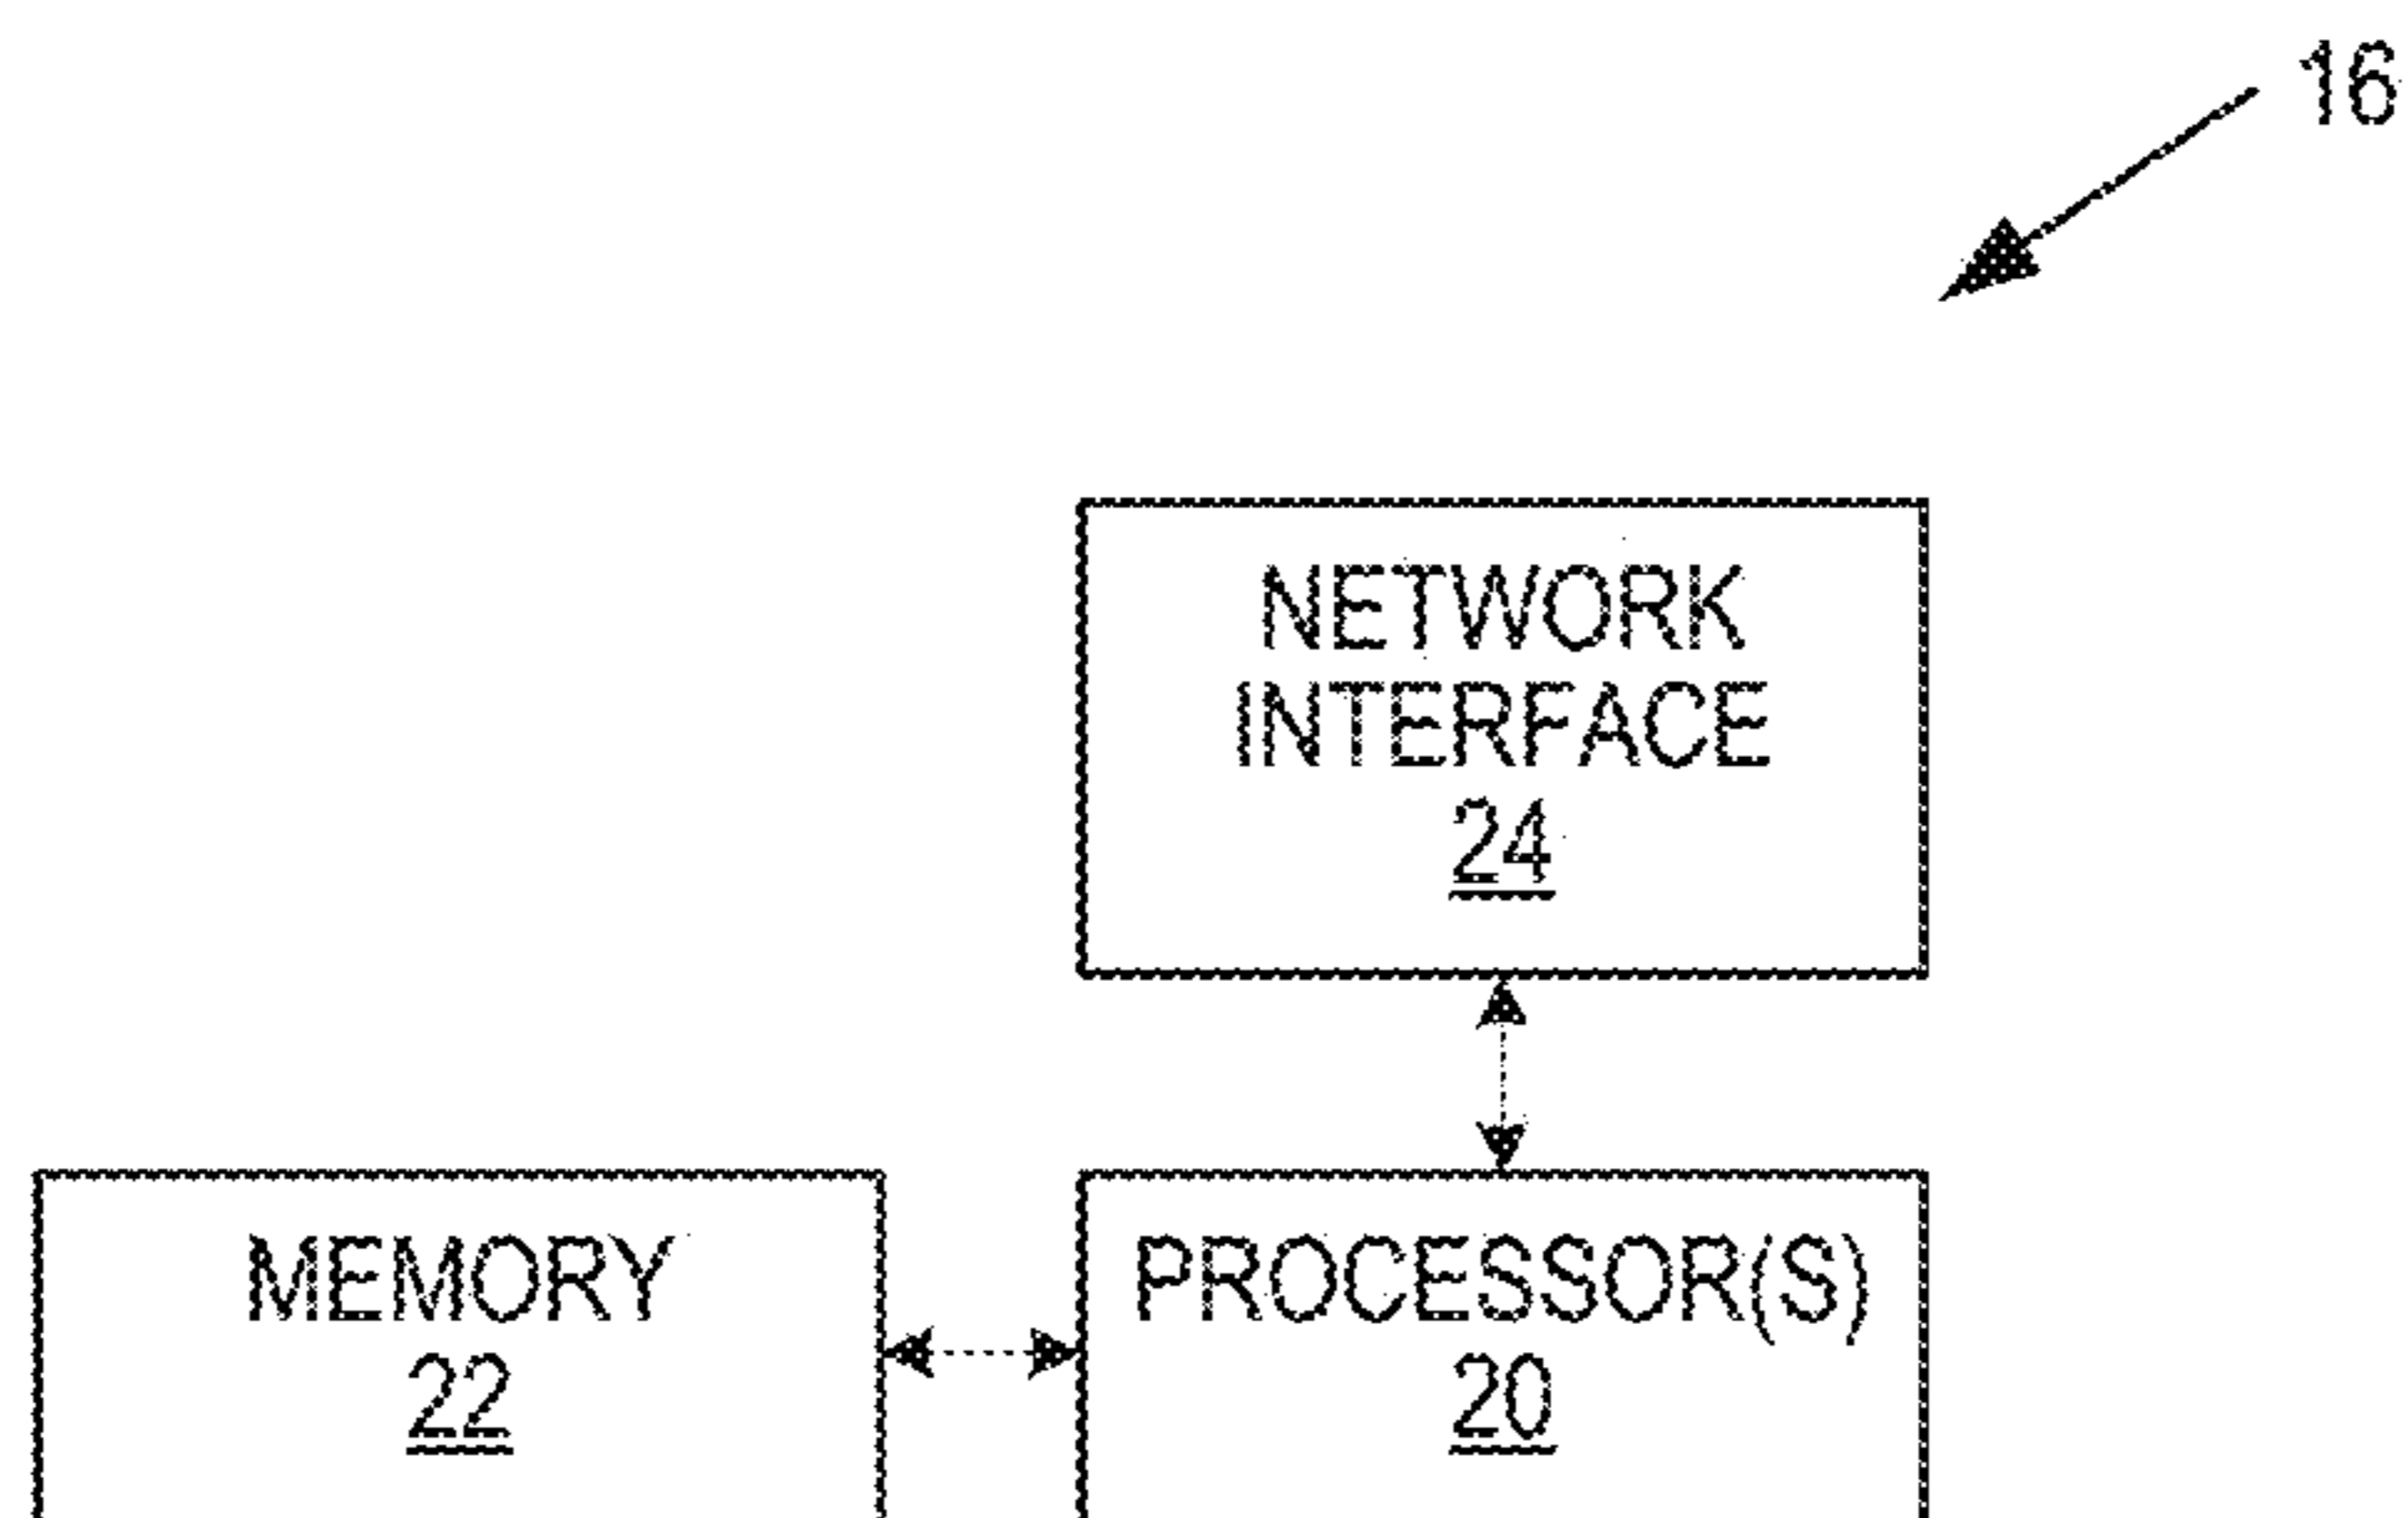 16
NETWORK
INTERFACE
24
MEMORY
22
PROCESSOR(S)
20